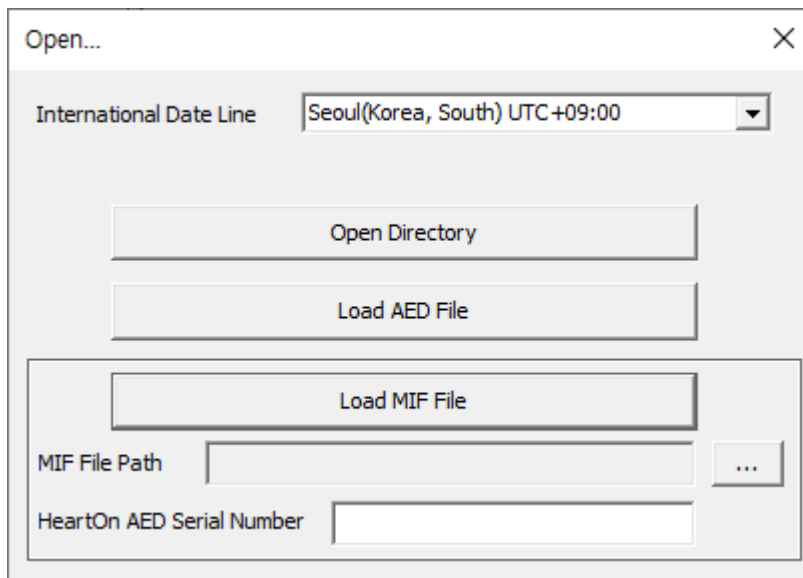 Open...
International Date Line Seoul(Korea, South) UTC+09:00
Open Directory
Load AED File
Load MIF File
MIF File Path ...
HeartOn AED Serial Number